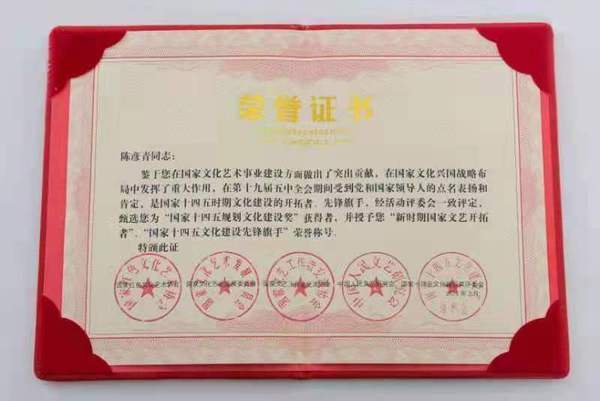 荣誉证书
陈彦青同志：
鉴于您在国家文化艺术事业建设方面做出了突出贡献，在国家文化兴国战略布
局中发挥了重大作用，在第十九届五中全会期间受到党和国家领导人的点名表扬和
肯定，是国家十四五时期文化建设的开拓者、先锋旗手，经活动评委会一致评定，
甄选您为“国家十四五规划文化建设奖”获得者，并授予您“新时期国家文艺开拓
者”、“国家十四五文化建设先锋旗手”荣誉称号。
特颁此证